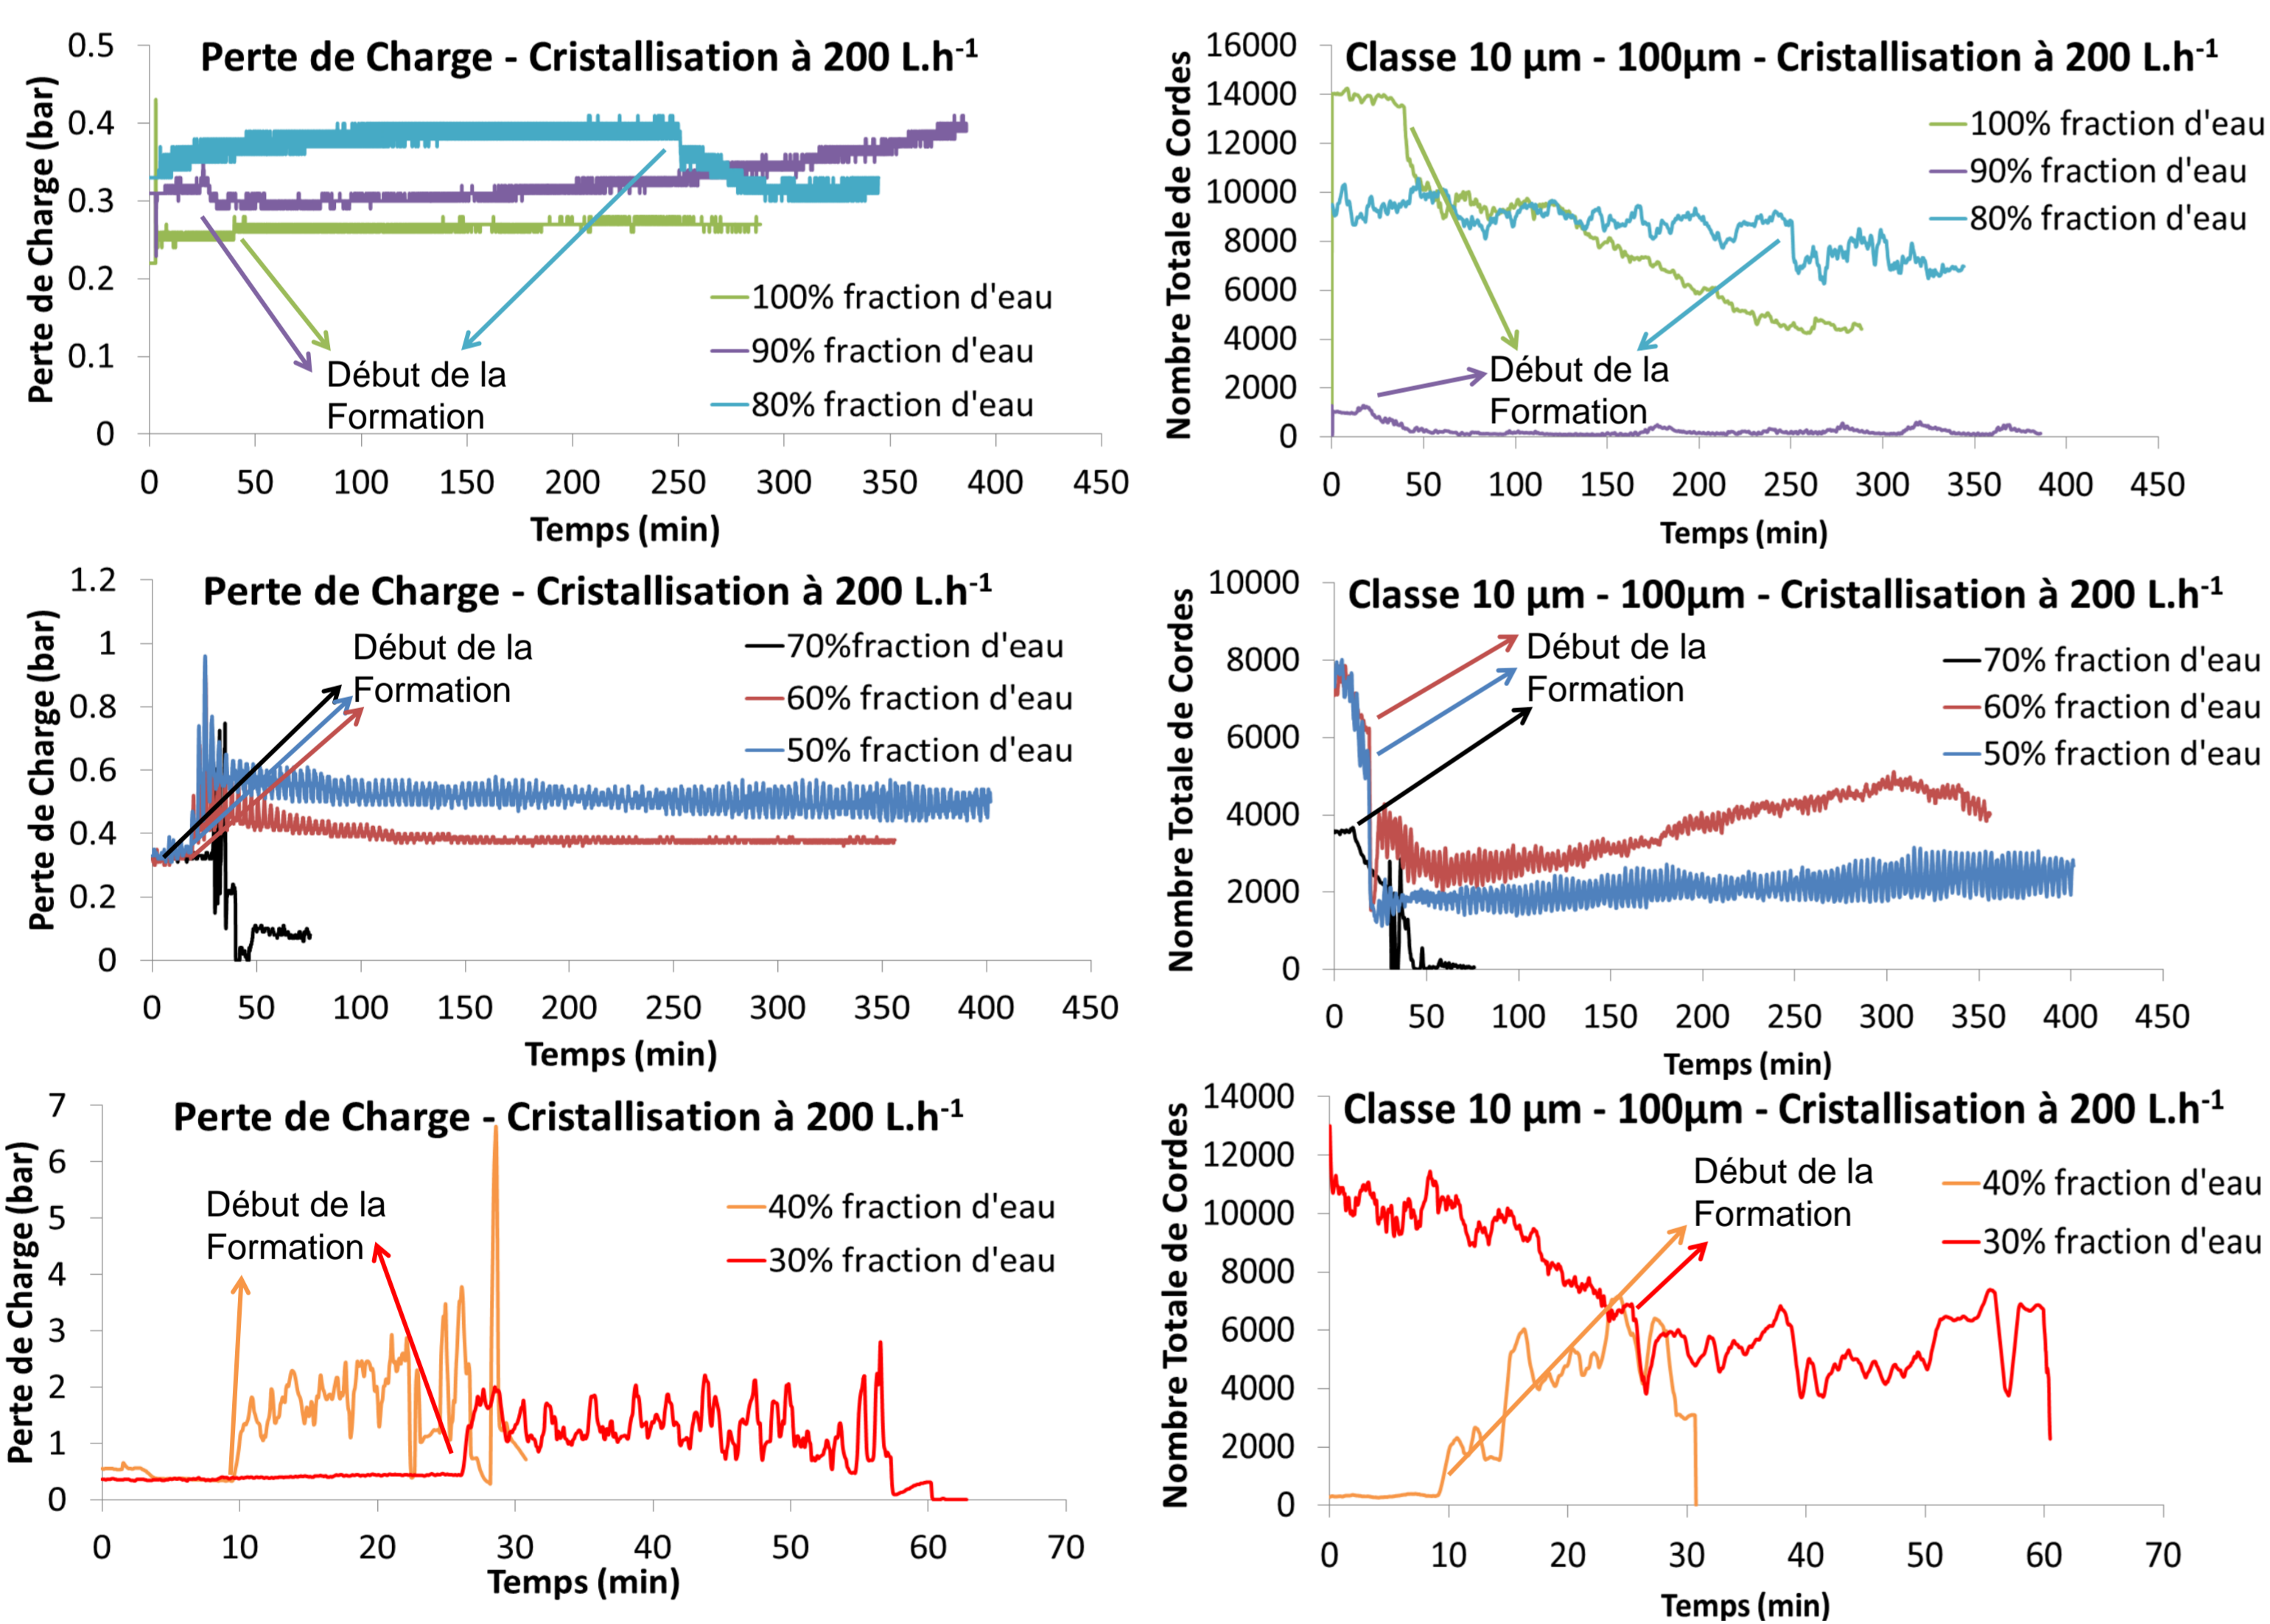 Perte de Charge - Cristallisation à 200 L.h-1
Perte de Charge (bar)
0.5
0.4
0.3
0.2
0.1
0
100% fraction d'eau
90% fraction d'eau
80% fraction d'eau
Début de la
Formation
0 50 100 150 200 250 300 350 400 450
Temps (min)
Classe 10 µm - 100µm - Cristallisation à 200 L.h-1
Nombre Totale de Cordes
16000
14000
12000
10000
8000
6000
4000
2000
0
100% fraction d'eau
90% fraction d'eau
80% fraction d'eau
Début de la
Formation
0 50 100 150 200 250 300 350 400 450
Temps (min)
Perte de Charge - Cristallisation à 200 L.h-1
Perte de Charge (bar)
1.2
1
0.8
0.6
0.4
0.2
0
Début de la
Formation
70%fraction d'eau
60% fraction d'eau
50% fraction d'eau
0 50 100 150 200 250 300 350 400 450
Temps (min)
Classe 10 µm - 100µm - Cristallisation à 200 L.h-1
Nombre Totale de Cordes
10000
8000
6000
4000
2000
0
Début de la
Formation
70% fraction d'eau
60% fraction d'eau
50% fraction d'eau
0 50 100 150 200 250 300 350 400 450
Temps (min)
Perte de Charge - Cristallisation à 200 L.h-1
Perte de Charge (bar)
7
6
5
4
3
2
1
0
Début de la
Formation
40% fraction d'eau
30% fraction d'eau
0 10 20 30 40 50 60 70
Temps (min)
Classe 10 µm - 100µm - Cristallisation à 200 L.h-1
Nombre Totale de Cordes
14000
12000
10000
8000
6000
4000
2000
0
Début de la
Formation
40% fraction d'eau
30% fraction d'eau
0 10 20 30 40 50 60 70
Temps (min)